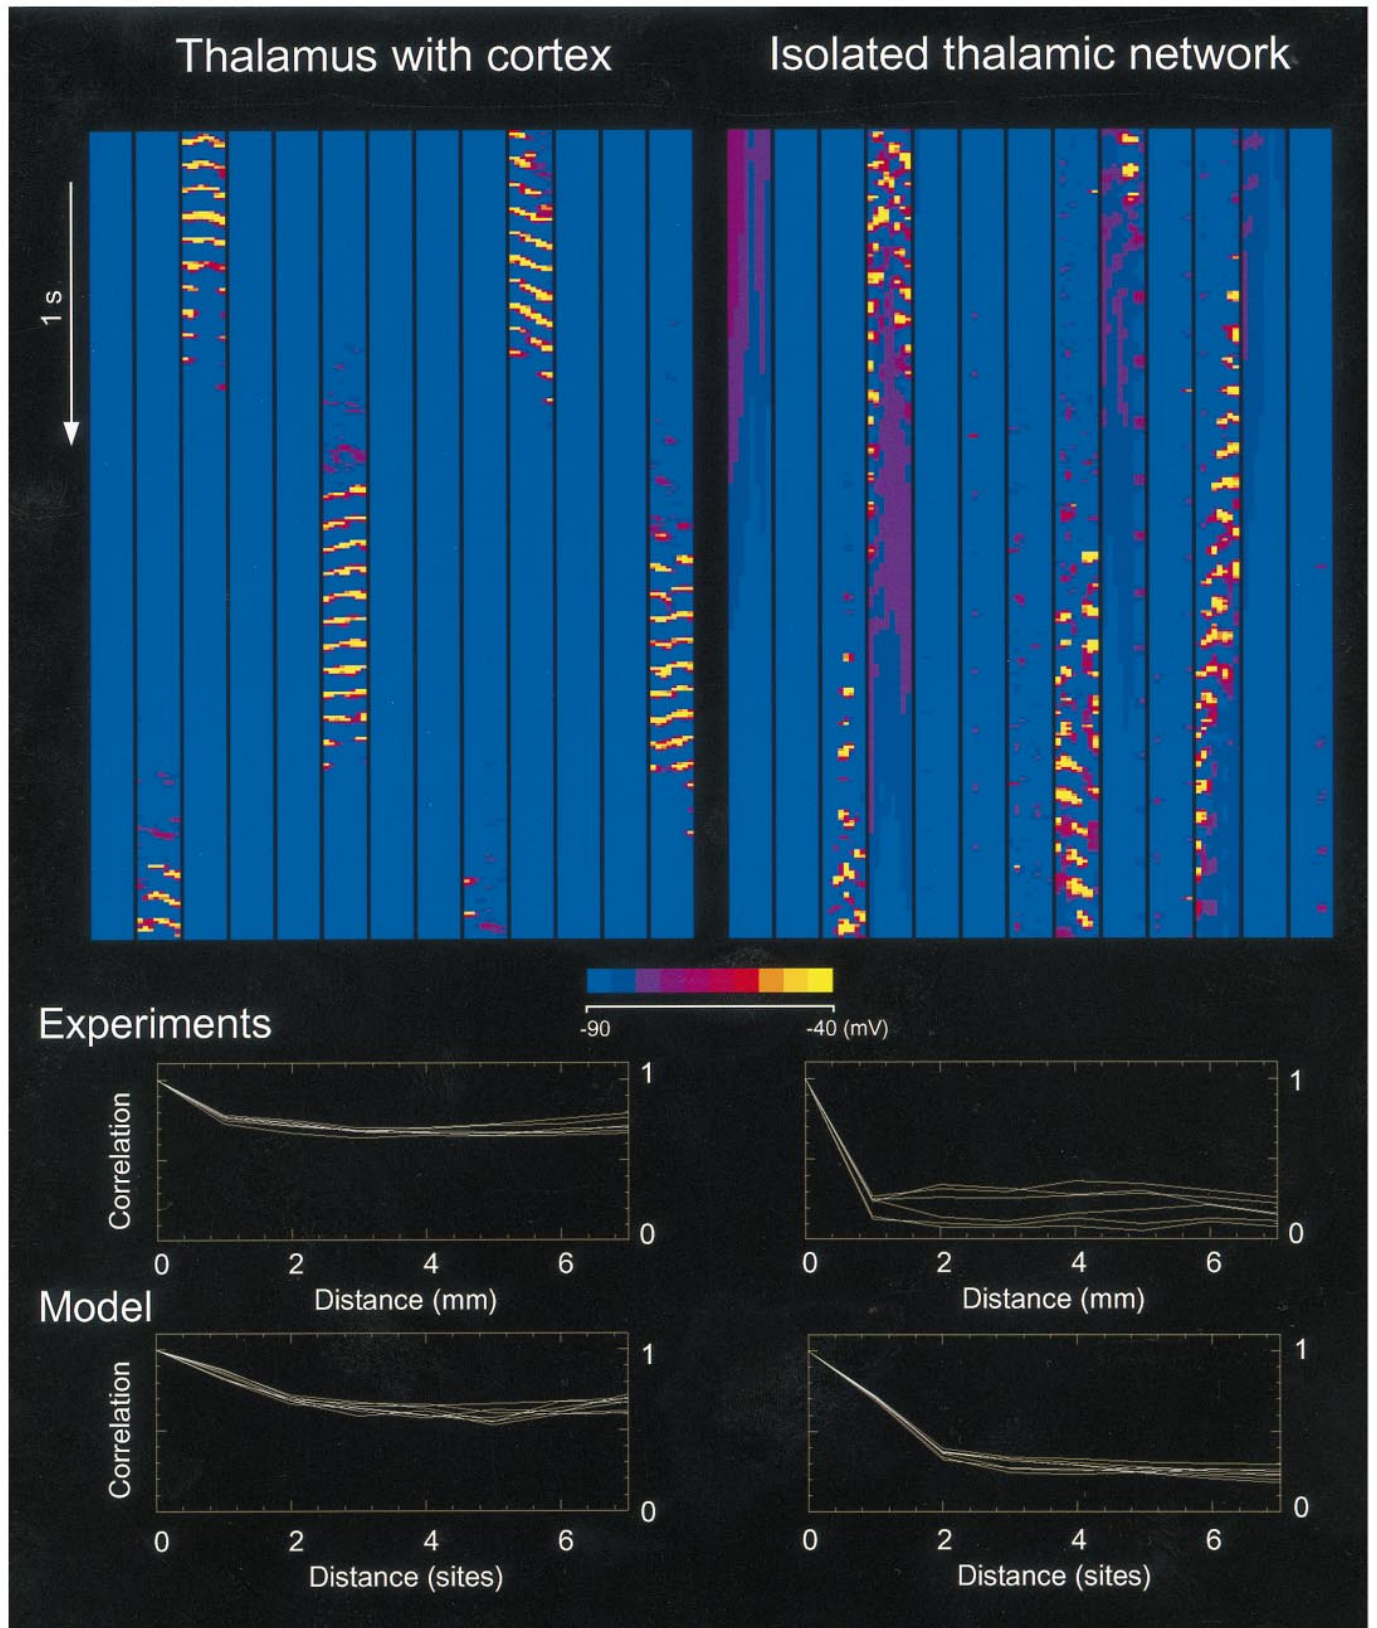 Thalamus with cortex
Isolated thalamic network
1 s
-90
-40 (mV)
Experiments
Correlation
1
0
0 2 4 6
Distance (mm)
1
0
0 2 4 6
Distance (mm)
Model
Correlation
1
0
0 2 4 6
Distance (sites)
1
0
0 2 4 6
Distance (sites)